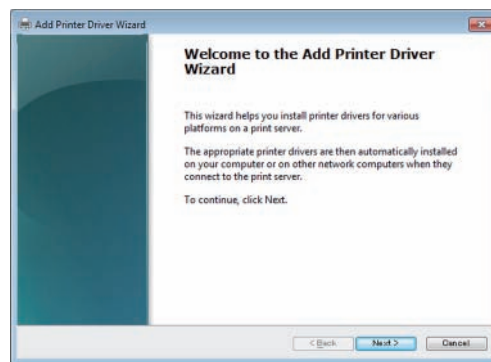 Add Printer Driver Wizard
Welcome to the Add Printer Driver
Wizard
This wizard helps you install printer drivers for various
platforms on a print server.
The appropriate printer drivers are then automatically installed
on your computer or on other network computers when they
connect to the print server.
To continue, click Next.
< Back Next > Cancel